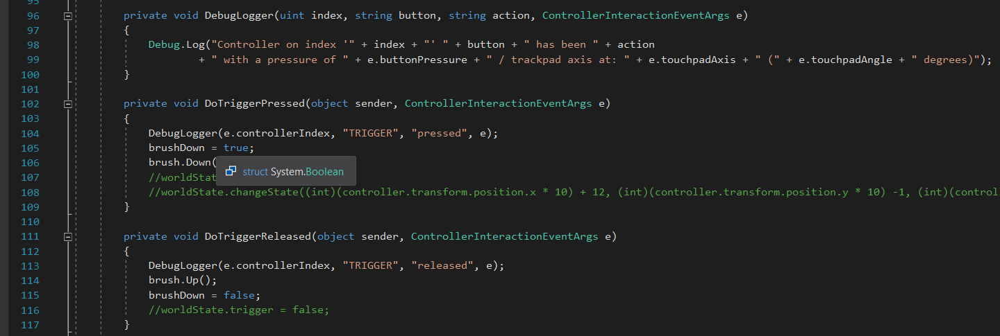 95
96 private void DebugLogger(uint index, string button, string action, ControllerInteractionEventArgs e)
97 {
98 Debug.Log("Controller on index '" + index + "' " + button + " has been " + action
99 + " with a pressure of " + e.buttonPressure + " / trackpad axis at: " + e.touchpadAxis + " (" + e.touchpadAngle + " degrees)");
100 }
101
102 private void DoTriggerPressed(object sender, ControllerInteractionEventArgs e)
103 {
104 DebugLogger(e.controllerIndex, "TRIGGER", "pressed", e);
105 brushDown = true;
106 brush.Down(
struct System.Boolean
107 //worldStat
108 //worldState.changeState((int)(controller.transform.position.x * 10) + 12, (int)(controller.transform.position.y * 10) -1, (int)(control
109 }
110
111 private void DoTriggerReleased(object sender, ControllerInteractionEventArgs e)
112 {
113 DebugLogger(e.controllerIndex, "TRIGGER", "released", e);
114 brush.Up();
115 brushDown = false;
116 //worldState.trigger = false;
117 }